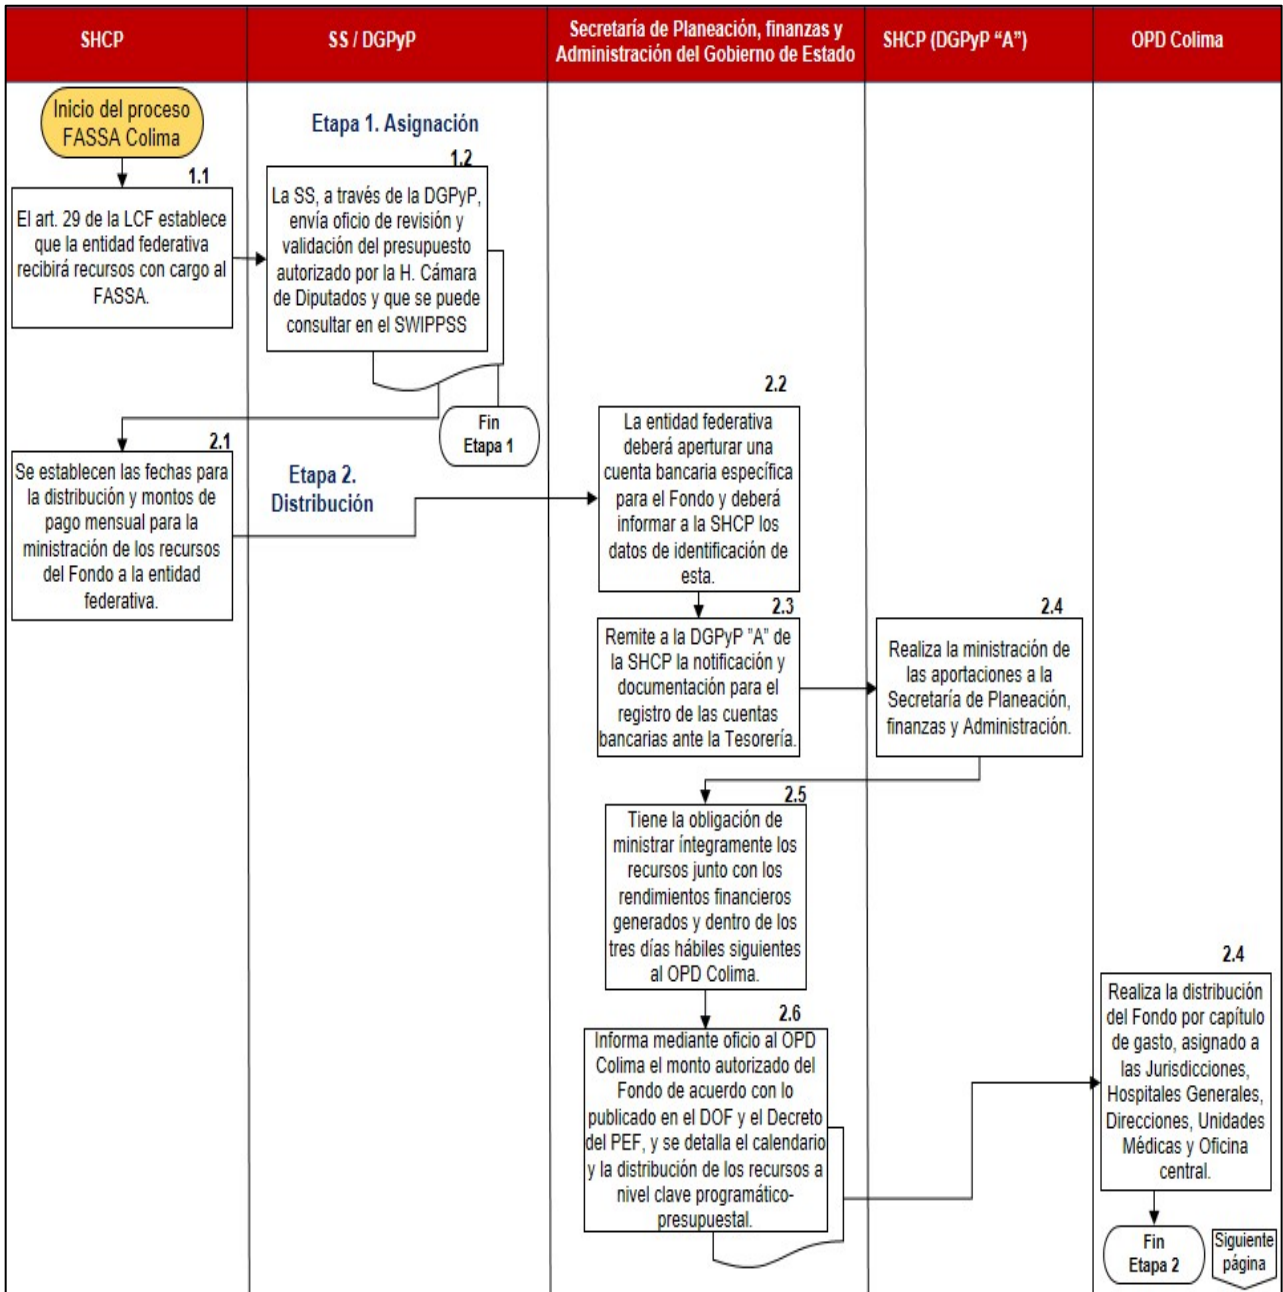 SHCP
SS / DGPyP
Secretaría de Planeación, finanzas y
Administración del Gobierno de Estado
SHCP (DGPyP “A”)
OPD Colima
Inicio del proceso
FASSA Colima
Etapa 1. Asignación
1.1
El art. 29 de la LCF establece
que la entidad federativa
recibirá recursos con cargo al
FASSA.
1.2
La SS, a través de la DGPyP,
envía oficio de revisión y
validación del presupuesto
autorizado por la H. Cámara
de Diputados y que se puede
consultar en el SWIPPSS
Fin
Etapa 1
2.1
Se establecen las fechas para
la distribución y montos de
pago mensual para la
ministración de los recursos
del Fondo a la entidad
federativa.
Etapa 2.
Distribución
2.2
La entidad federativa
deberá aperturar una
cuenta bancaria específica
para el Fondo y deberá
informar a la SHCP los
datos de identificación de
esta.
2.3
Remite a la DGPyP ”A” de
la SHCP la notificación y
documentación para el
registro de las cuentas
bancarias ante la Tesorería.
2.4
Realiza la ministración de
las aportaciones a la
Secretaría de Planeación,
finanzas y Administración.
2.5
Tiene la obligación de
ministrar íntegramente los
recursos junto con los
rendimientos financieros
generados y dentro de los
tres días hábiles siguientes
al OPD Colima.
2.6
Informa mediante oficio al OPD
Colima el monto autorizado del
Fondo de acuerdo con lo
publicado en el DOF y el Decreto
del PEF, y se detalla el calendario
y la distribución de los recursos a
nivel clave programático-
presupuestal.
2.4
Realiza la distribución
del Fondo por capítulo
de gasto, asignado a
las Jurisdicciones,
Hospitales Generales,
Direcciones, Unidades
Médicas y Oficina
central.
Fin
Etapa 2
Siguiente
página